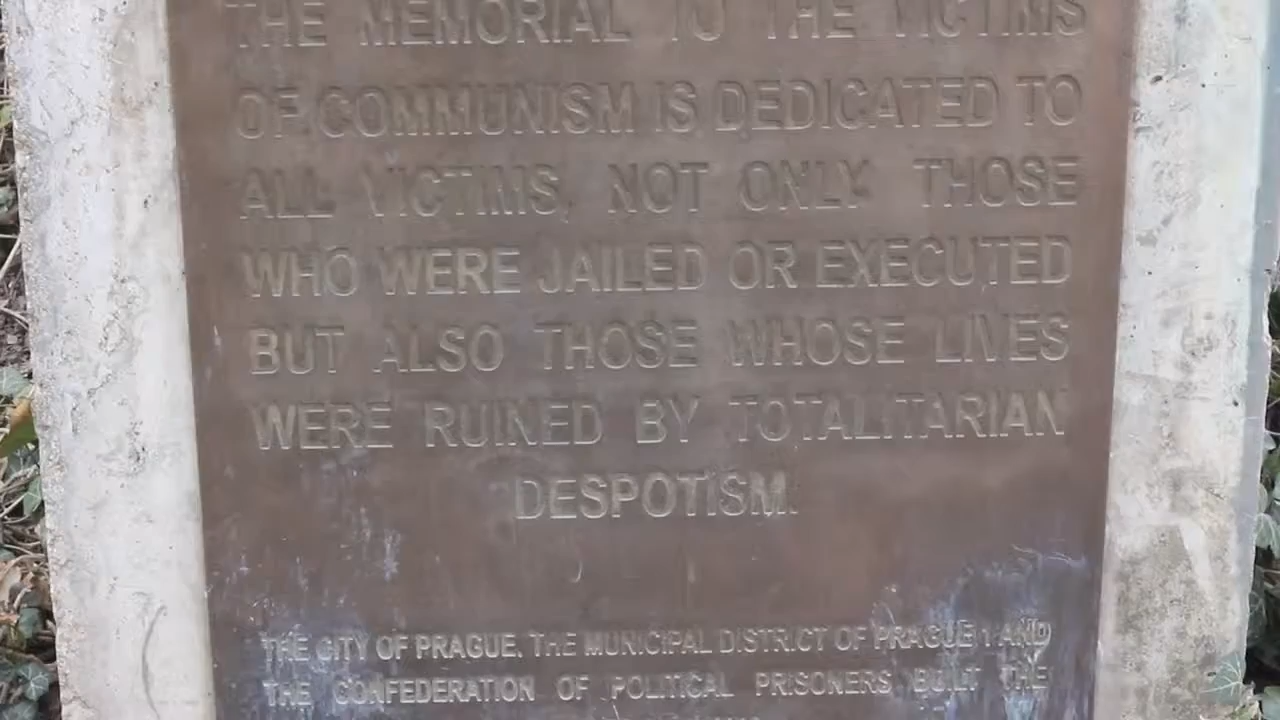 THE MEMORIAL TO THE VICTIMS
OF COMMUNISM IS DEDICATED TO
ALL VICTIMS, NOT ONLY THOSE
WHO WERE JAILED OR EXECUTED
BUT ALSO THOSE WHOSE LIVES
WERE RUINED BY TOTALITARIAN
DESPOTISM.
THE CITY OF PRAGUE, THE MUNICIPAL DISTRICT OF PRAGUE 1 AND
THE CONFEDERATION OF POLITICAL PRISONERS BUILT THE